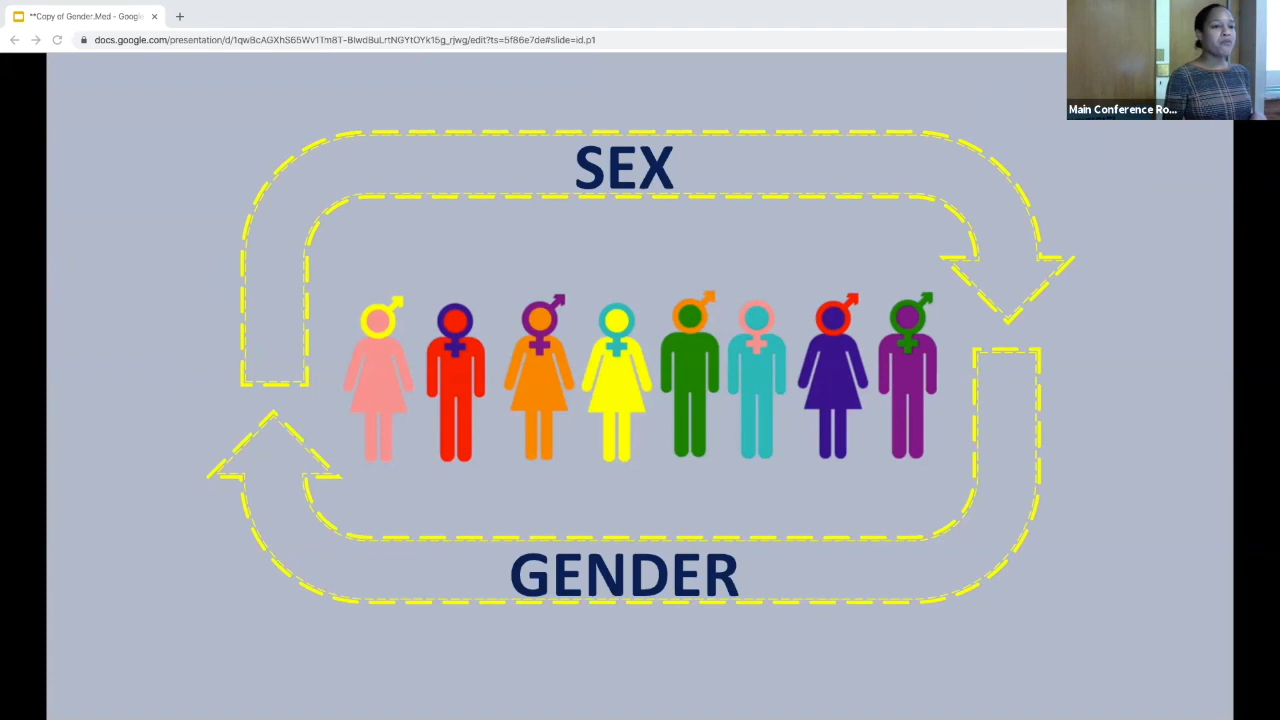 **Copy of Gender.Med - Google
docs.google.com/presentation/d/1qwBcAGXhS65Wv1Tm8T-BIwdBuLrtNGYtOYk15g_rjwg/edit?ts=5f86e7de#slide=id.p1
Main Conference Ro...
SEX
GENDER